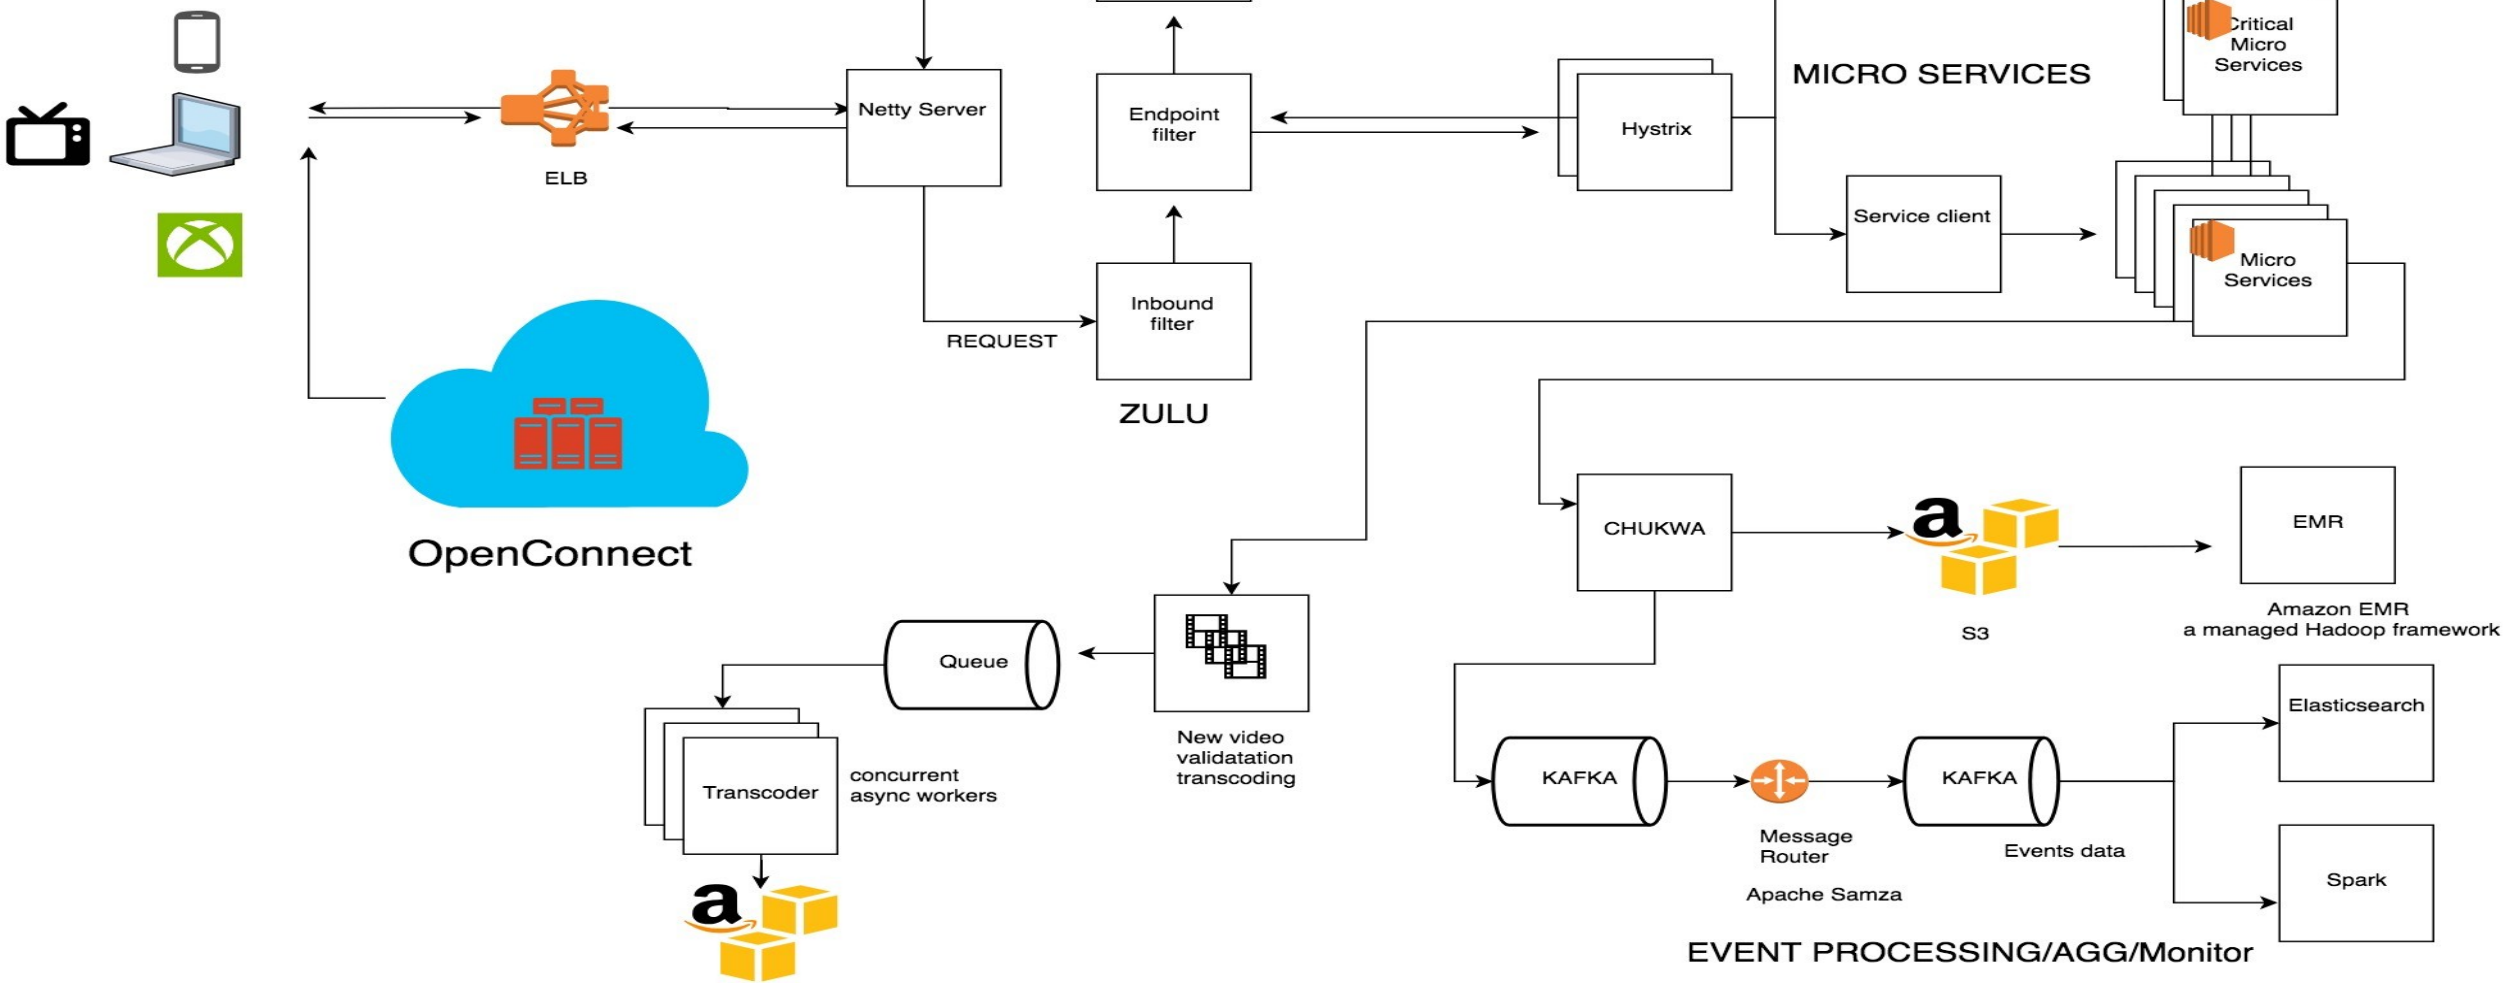 Critical
Micro
Services
MICRO SERVICES
Netty Server
Endpoint
filter
Hystrix
ELB
Service client
Micro
Services
Inbound
filter
REQUEST
ZULU
OpenConnect
CHUKWA
a
EMR
Amazon EMR
a managed Hadoop framework
S3
Queue
Elasticsearch
New video
validatation
transcoding
concurrent
async workers
Transcoder
KAFKA
KAFKA
Message
Router
Events data
Apache Samza
Spark
a
EVENT PROCESSING/AGG/Monitor